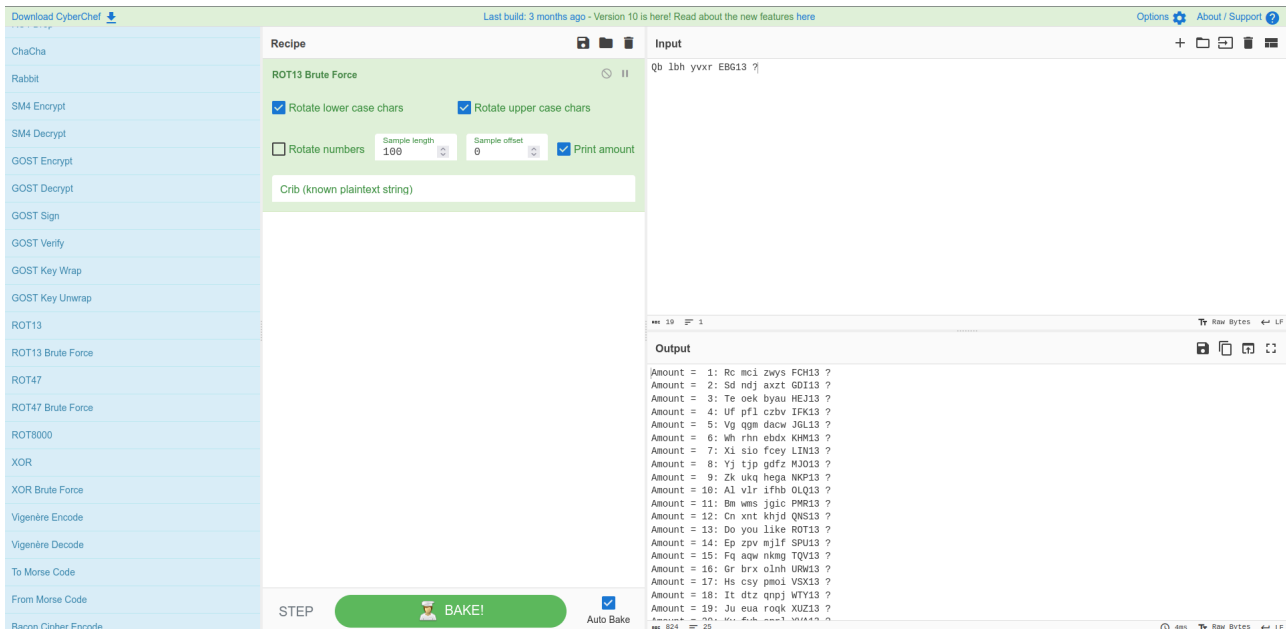 Download CyberChef
Last build: 3 months ago - Version 10 is here! Read about the new features here
Options
About / Support
ChaCha
Rabbit
SM4 Encrypt
SM4 Decrypt
GOST Encrypt
GOST Decrypt
GOST Sign
GOST Verify
GOST Key Wrap
GOST Key Unwrap
ROT13
ROT13 Brute Force
ROT47
ROT47 Brute Force
ROT8000
XOR
XOR Brute Force
Vigenère Encode
Vigenère Decode
To Morse Code
From Morse Code
Bacon Cipher Encode
Recipe
ROT13 Brute Force
Rotate lower case chars
Rotate upper case chars
Rotate numbers
Sample length
100
Sample offset
0
Print amount
Crib (known plaintext string)
STEP
BAKE!
Auto Bake
Input
Qb lbh yvxr EBG13 ?
19
1
Raw Bytes
LF
Output
Amount =  1: Rc mci zwys FCH13 ?
Amount =  2: Sd ndj axzt GDI13 ?
Amount =  3: Te oek byau HEJ13 ?
Amount =  4: Uf pfl czbv IFK13 ?
Amount =  5: Vg qgm dacw JGL13 ?
Amount =  6: Wh rhn ebdx KHM13 ?
Amount =  7: Xi sio fcey LIN13 ?
Amount =  8: Yj tjp gdfz MJO13 ?
Amount =  9: Zk ukq hega NKP13 ?
Amount = 10: Al vlr ifhb OLQ13 ?
Amount = 11: Bm wms jgic PMR13 ?
Amount = 12: Cn xnt khjd QNS13 ?
Amount = 13: Do you like ROT13 ?
Amount = 14: Ep zpv mjlf SPU13 ?
Amount = 15: Fq aqw nkmg TQV13 ?
Amount = 16: Gr brx olnh URW13 ?
Amount = 17: Hs csy pmoi VSX13 ?
Amount = 18: It dtz qnpj WTY13 ?
Amount = 19: Ju eua roqk XUZ13 ?
824
25
4ms
Raw Bytes
LF